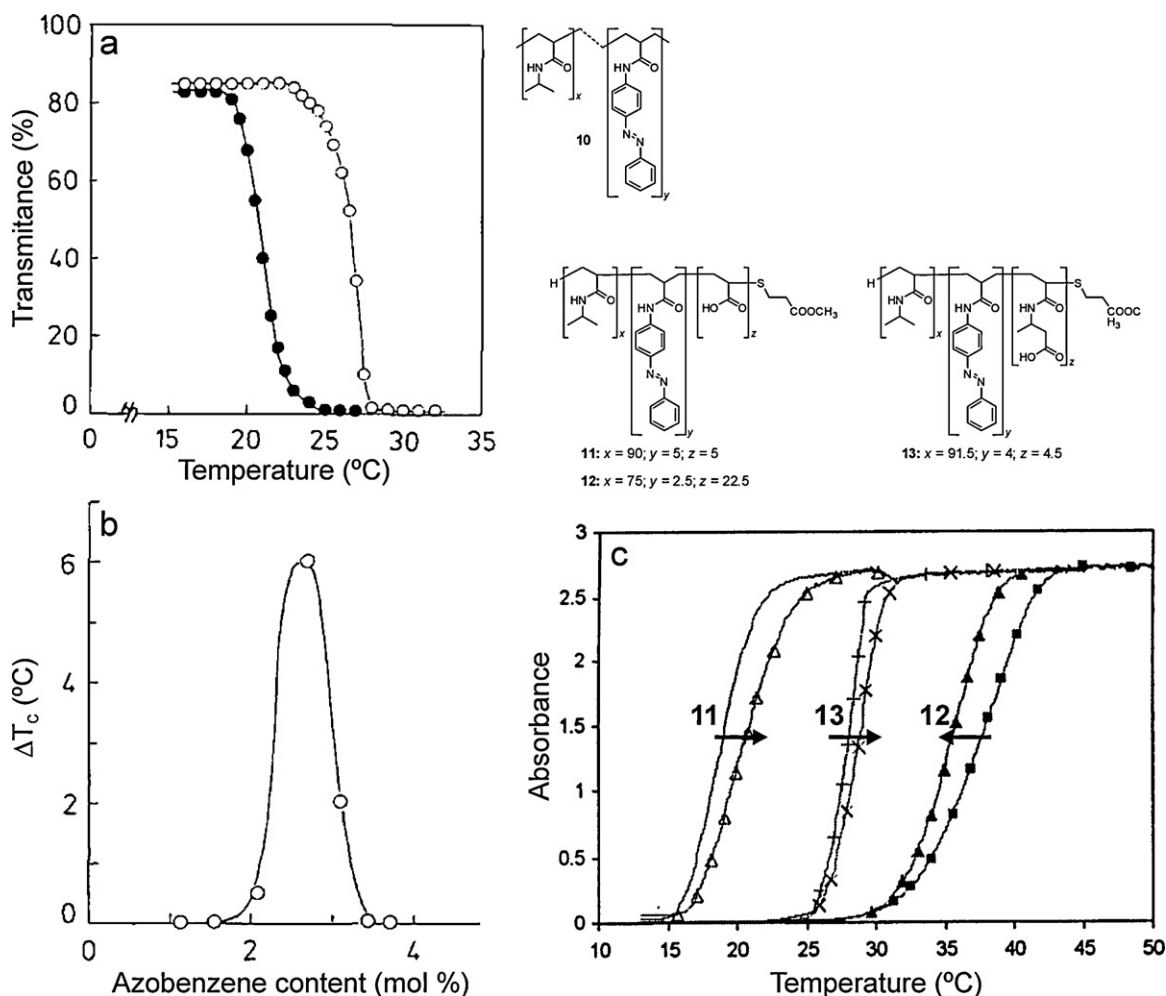 a
100
80
60
40
20
0
Transmitance (%)
0
15
20
25
30
35
Temperature (ºC)
HN
O
x
HN
O
N
N
y
10
H
HN
O
x
HN
O
N
N
y
HO
O
z
S
COOCH3
11: x = 90; y = 5; z = 5
12: x = 75; y = 2.5; z = 22.5
H
HN
O
x
HN
O
N
N
y
HN
O
HO
O
z
S
COOC
H3
13: x = 91.5; y = 4; z = 4.5
b
6
4
2
0
ΔTc (ºC)
0
2
4
Azobenzene content (mol %)
c
3
2.5
2
1.5
1
0.5
0
Absorbance
11
13
12
10
15
20
25
30
35
40
45
50
Temperature (ºC)